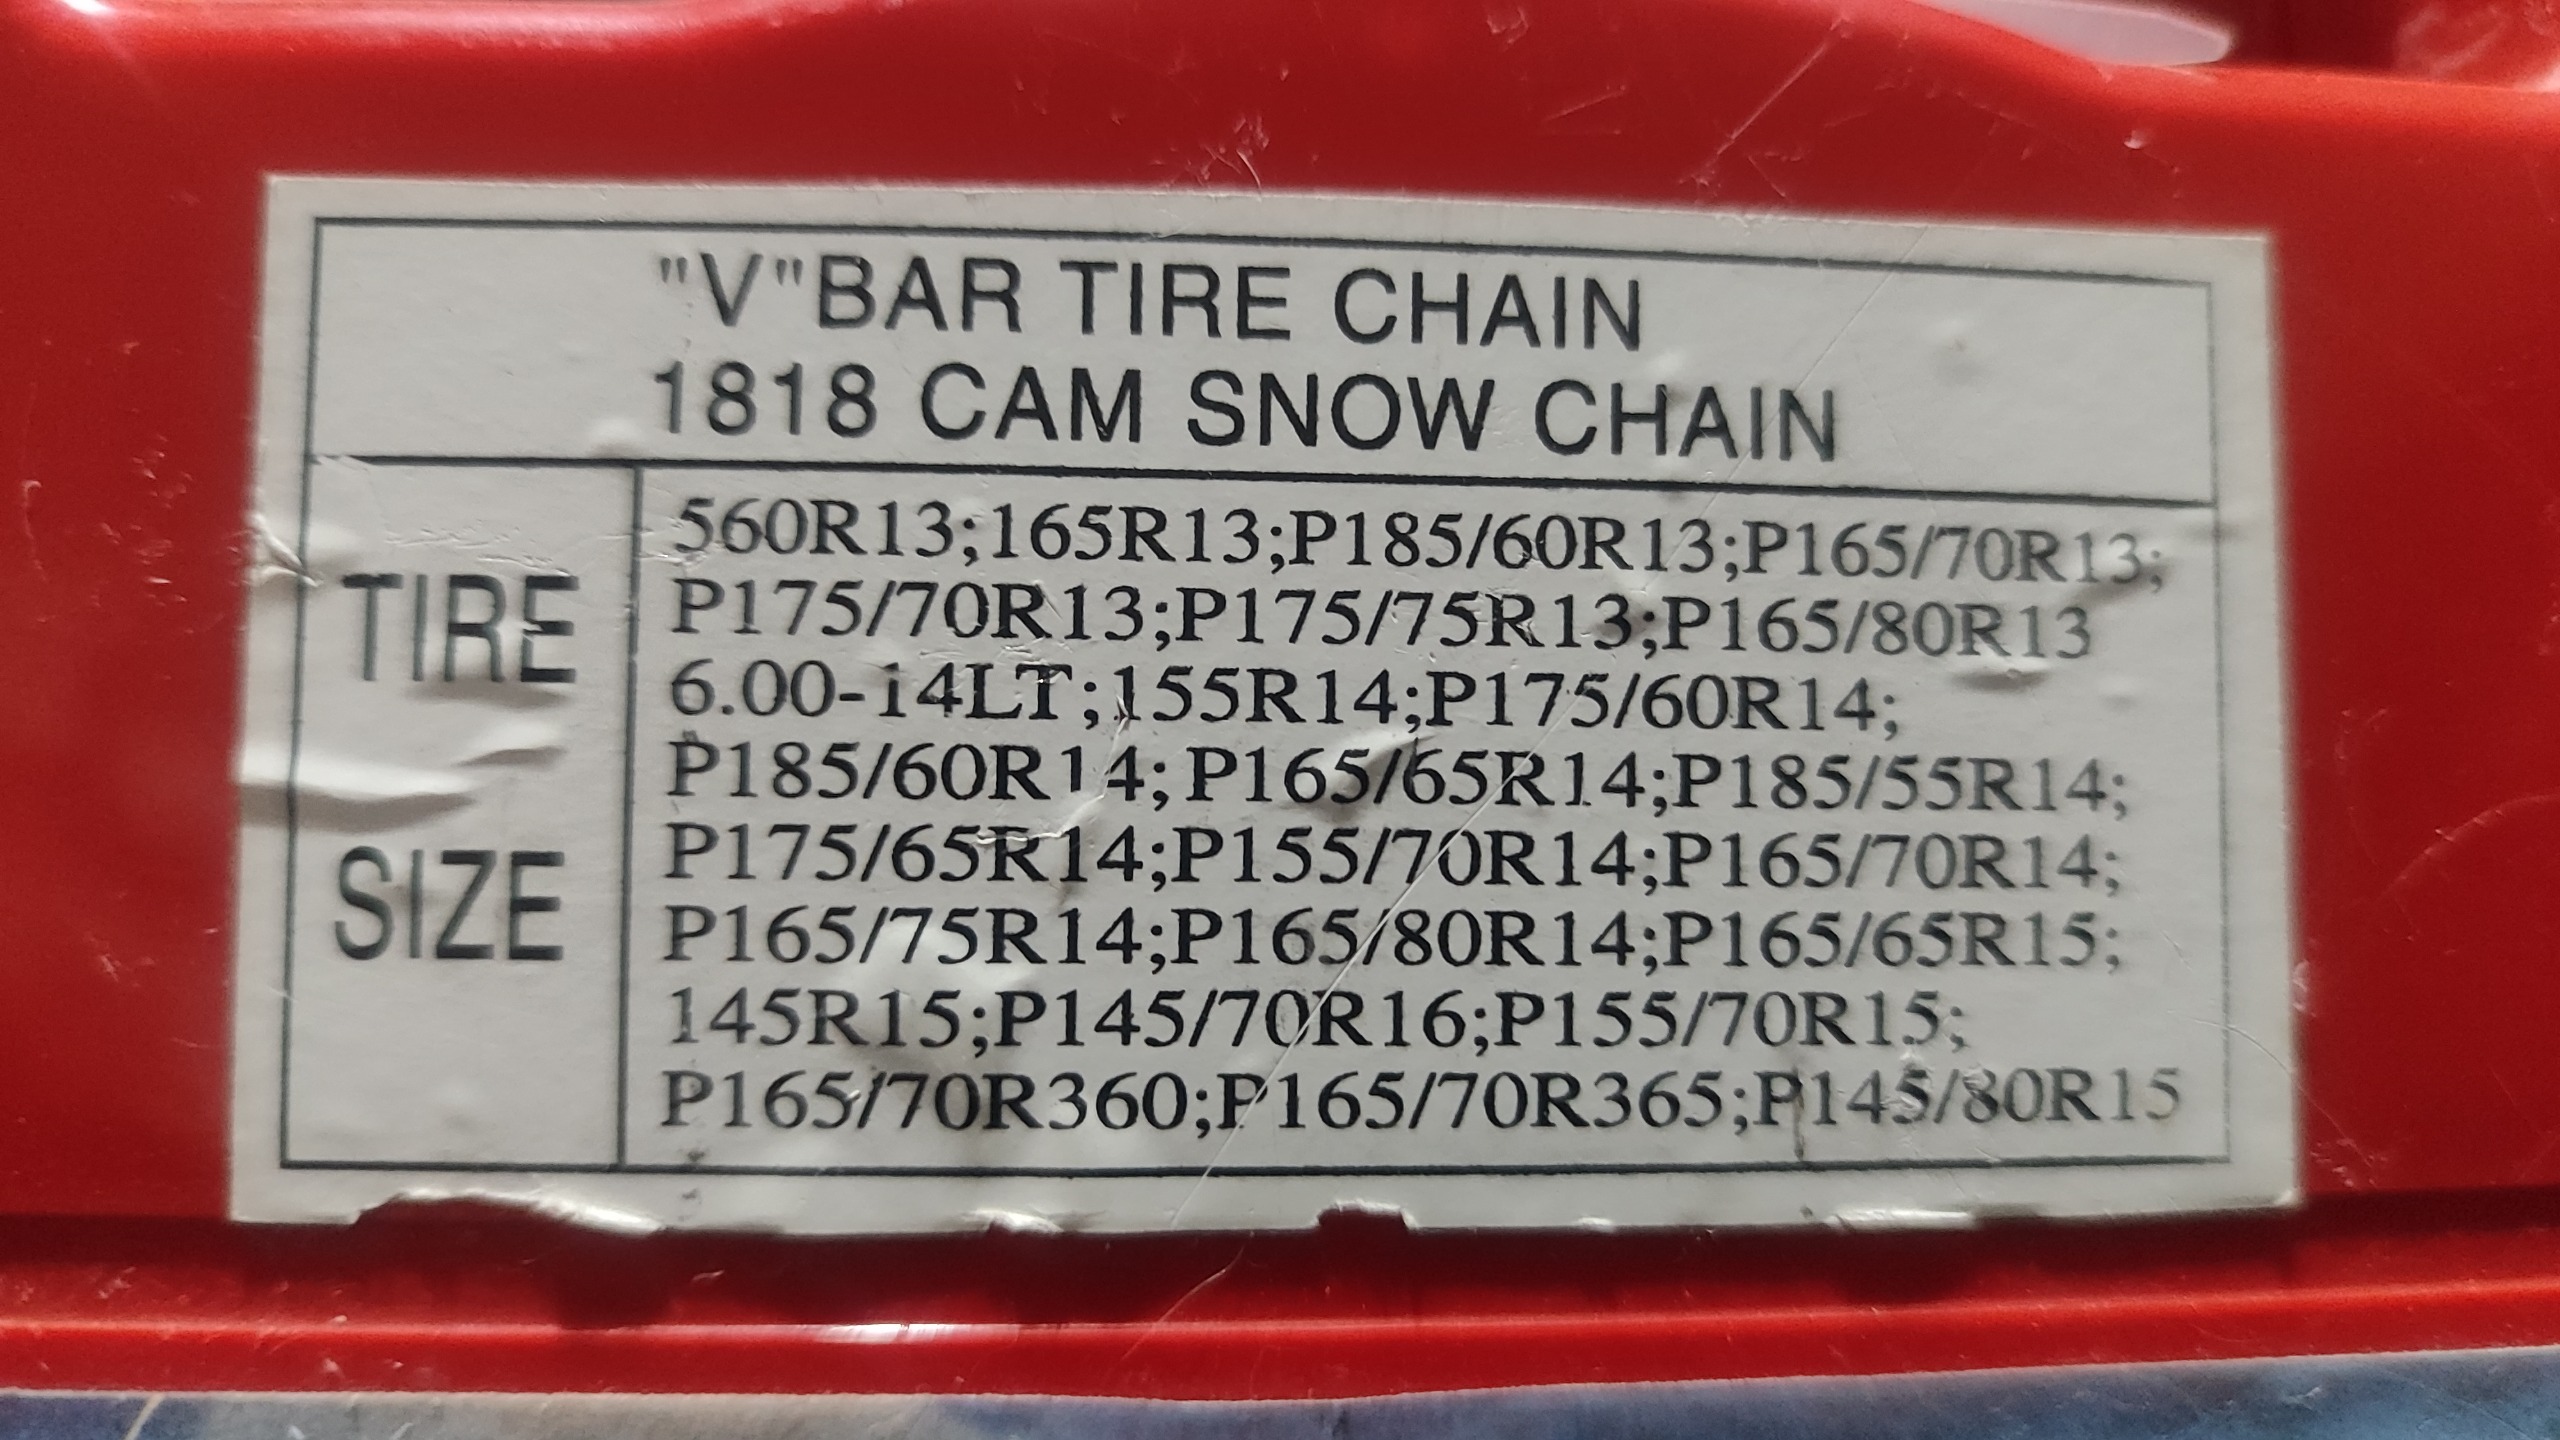 "V"BAR TIRE CHAIN
1818 CAM SNOW CHAIN
TIRE
SIZE
560R13;165R13;P185/60R13;P165/70R13;
P175/70R13;P175/75R13;P165/80R13
6.00-14LT;155R14;P175/60R14;
P185/60R14; P165/65R14;P185/55R14;
P175/65R14;P155/70R14;P165/70R14;
P165/75R14;P165/80R14;P165/65R15;
145R15;P145/70R16;P155/70R15;
P165/70R360;P165/70R365;P145/80R15